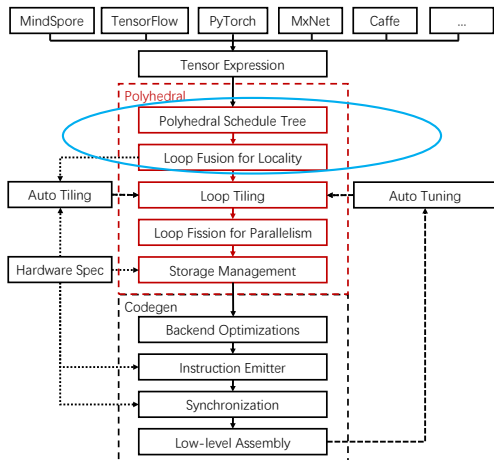 MindSpore TensorFlow PyTorch MxNet Caffe ...
Tensor Expression
Polyhedral
Polyhedral Schedule Tree
Loop Fusion for Locality
Auto Tiling Loop Tiling Auto Tuning
Loop Fission for Parallelism
Hardware Spec Storage Management
Codegen
Backend Optimizations
Instruction Emitter
Synchronization
Low-level Assembly